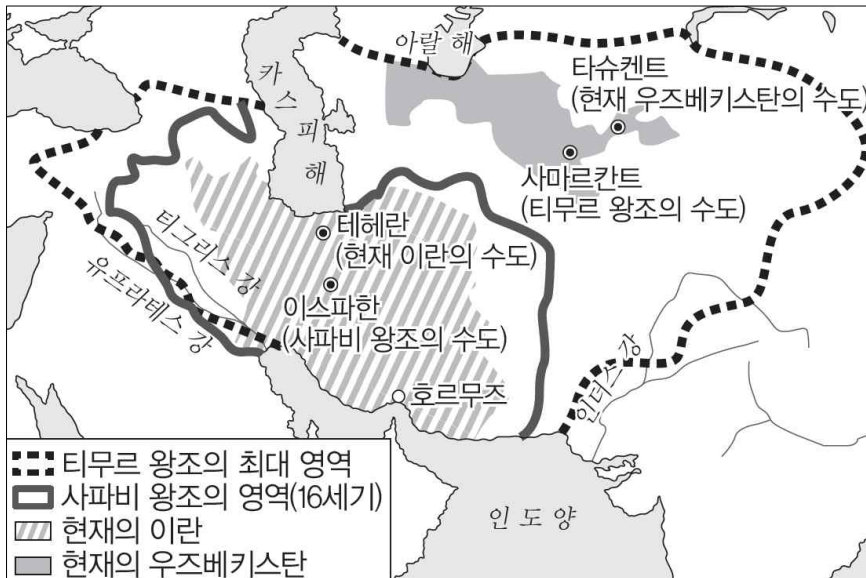 아랄 해
카스피 해
타슈켄트
(현재 우즈베키스탄의 수도)
사마르칸트
(티무르 왕조의 수도)
테헤란
(현재 이란의 수도)
티그리스 강
유프라테스 강
이스파한
(사파비 왕조의 수도)
호르무즈
인더스 강
인 도 양
티무르 왕조의 최대 영역
사파비 왕조의 영역(16세기)
현재의 이란
현재의 우즈베키스탄